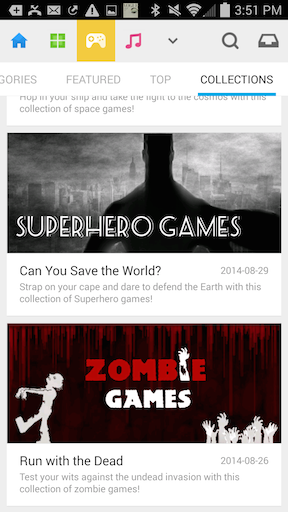 3:51 PM
GORIES FEATURED TOP COLLECTIONS
Hop in your ship and take the fight to the cosmos with this
collection of space games!
SUPERHERO GAMES
Can You Save the World? 2014-08-29
Strap on your cape and dare to defend the Earth with this
collection of Superhero games!
ZOMBIE
GAMES
Run with the Dead 2014-08-26
Test your wits against the undead invasion with this
collection of zombie games!